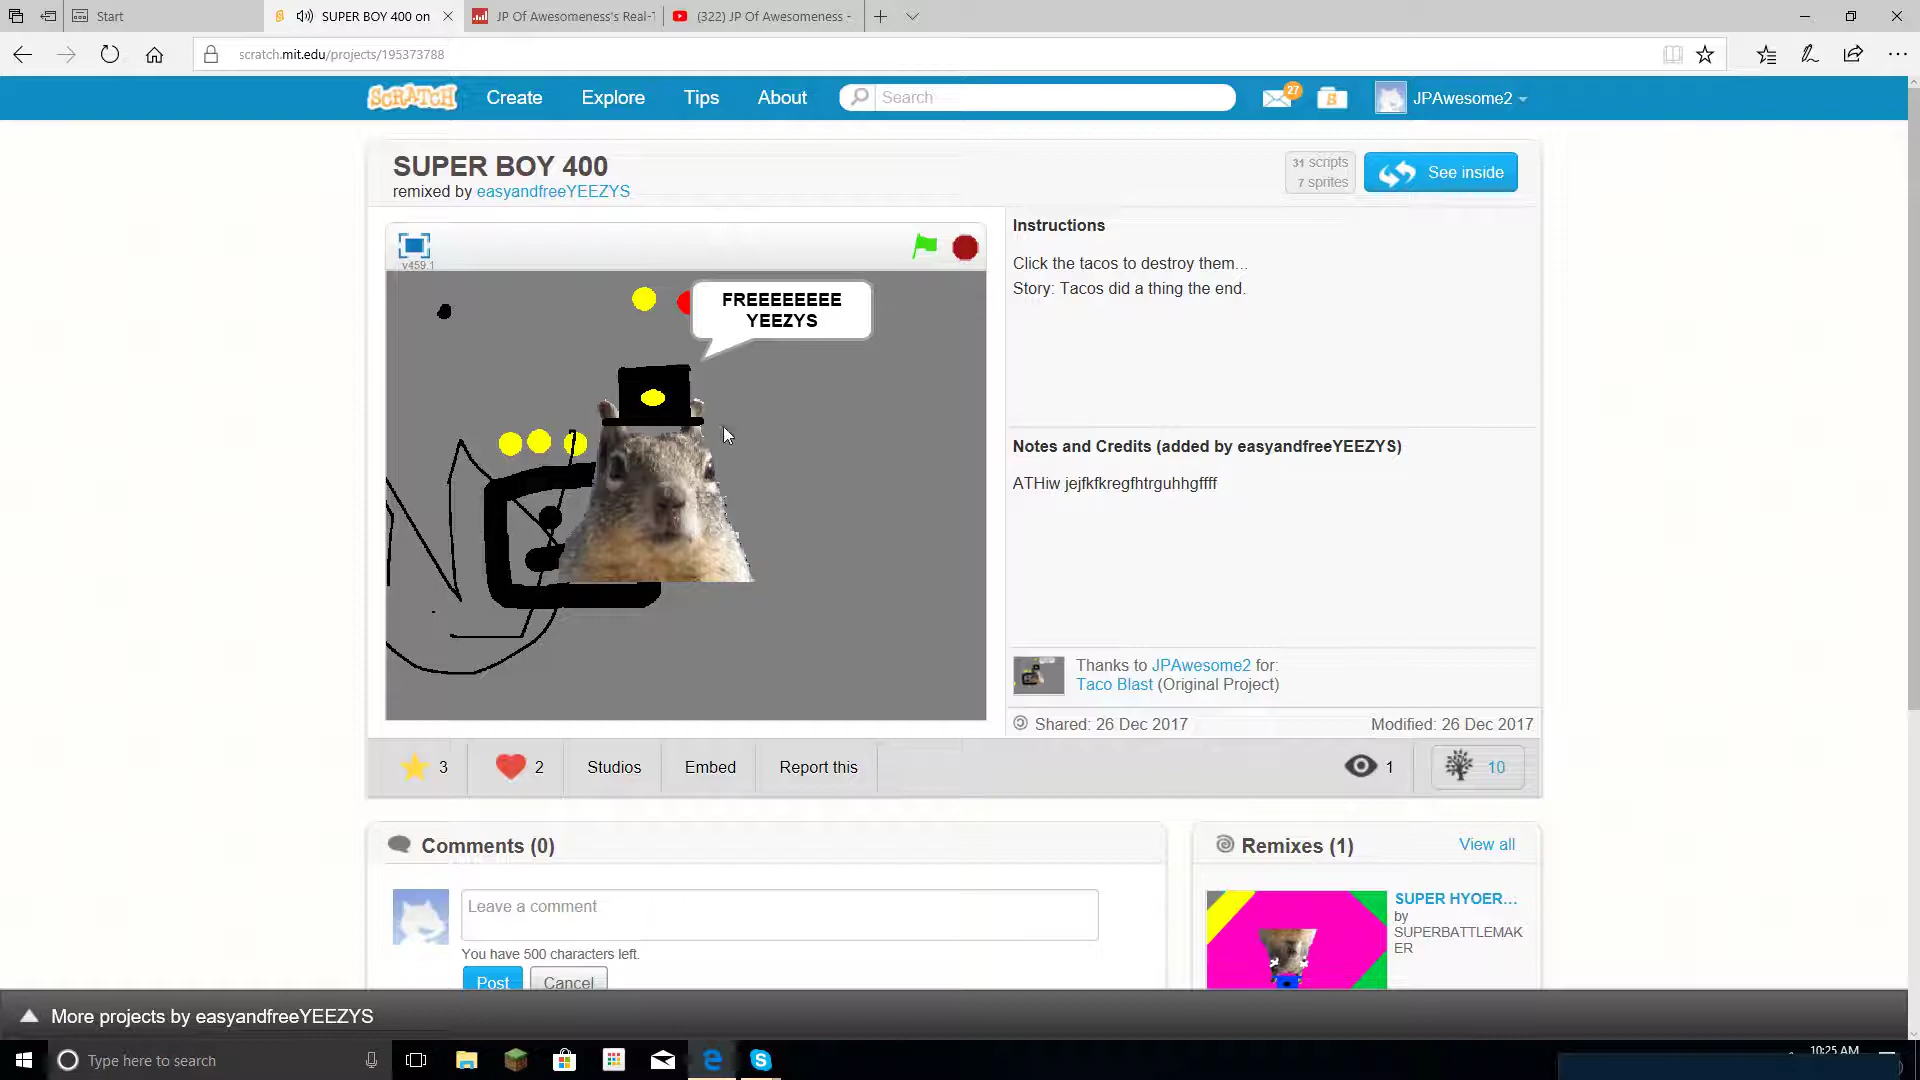 Start
SUPER BOY 400 on
JP Of Awesomeness's Real-T
(322) JP Of Awesomeness -
scratch.mit.edu/projects/195373788
SCRATCH
Create
Explore
Tips
About
Search
27
JPAwesome2
SUPER BOY 400
remixed by easyandfreeYEEZYS
31 scripts
7 sprites
See inside
v459.1
FREEEEEEEE
YEEZYS
Instructions
Click the tacos to destroy them...
Story: Tacos did a thing the end.
Notes and Credits (added by easyandfreeYEEZYS)
ATHiw jejfkfkregfhtrguhhgffff
Thanks to JPAwesome2 for:
Taco Blast (Original Project)
Shared: 26 Dec 2017
Modified: 26 Dec 2017
3
2
Studios
Embed
Report this
1
10
Comments (0)
Leave a comment
You have 500 characters left.
Post
Cancel
Remixes (1)
View all
SUPER HYOER...
by
SUPERBATTLEMAK
ER
More projects by easyandfreeYEEZYS
Type here to search
10:25 AM